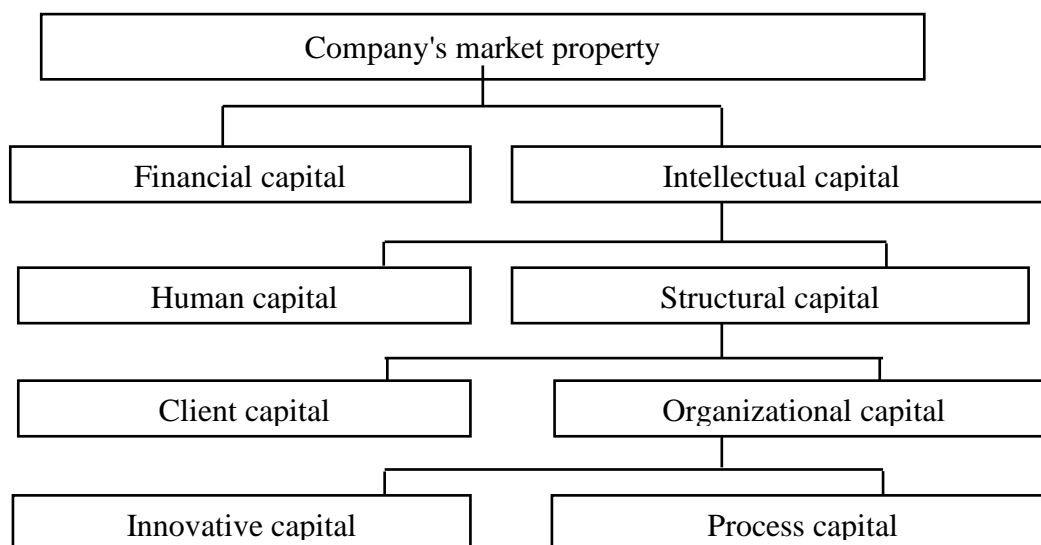 Company's market property
Financial capital
Intellectual capital
Human capital
Structural capital
Client capital
Organizational capital
Innovative capital
Process capital